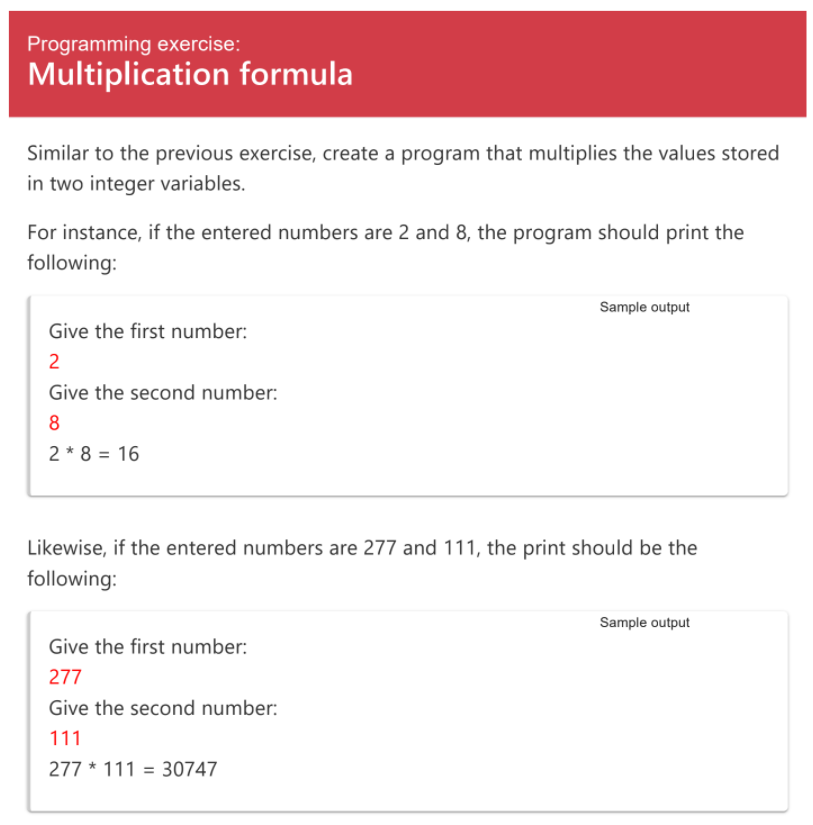 Programming exercise:
Multiplication formula
Similar to the previous exercise, create a program that multiplies the values stored
in two integer variables.
For instance, if the entered numbers are 2 and 8, the program should print the
following:
Sample output
Give the first number:
2
Give the second number:
8
2 * 8 = 16
Likewise, if the entered numbers are 277 and 111, the print should be the
following:
Sample output
Give the first number:
277
Give the second number:
111
277 * 111 = 30747